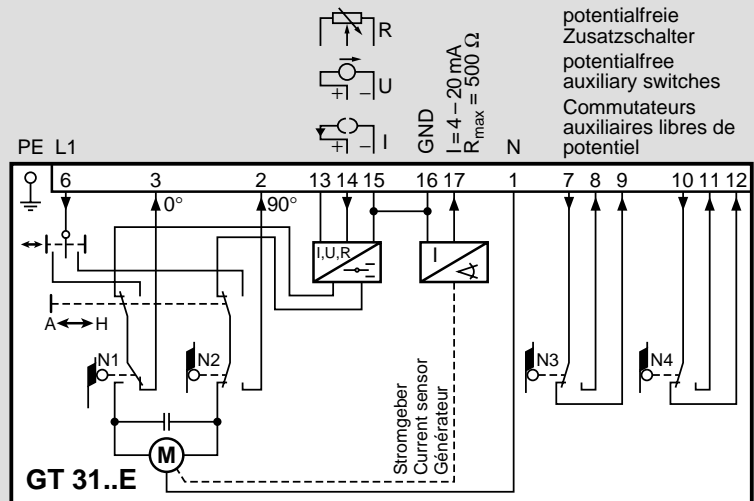 R
+ − U
+ − I
GND
I = 4 – 20 mA
Rmax = 500 Ω
potentialfreie
Zusatzschalter
potentialfree
auxiliary switches
Commutateurs
auxiliaires libres de
potentiel
PE L1 N
6 3 2 13 14 15 16 17 1 7 8 9 10 11 12
0° 90°
I,U,R I
A H
N1 N2 N3 N4
Stromgeber
Current sensor
Générateur
M
GT 31..E